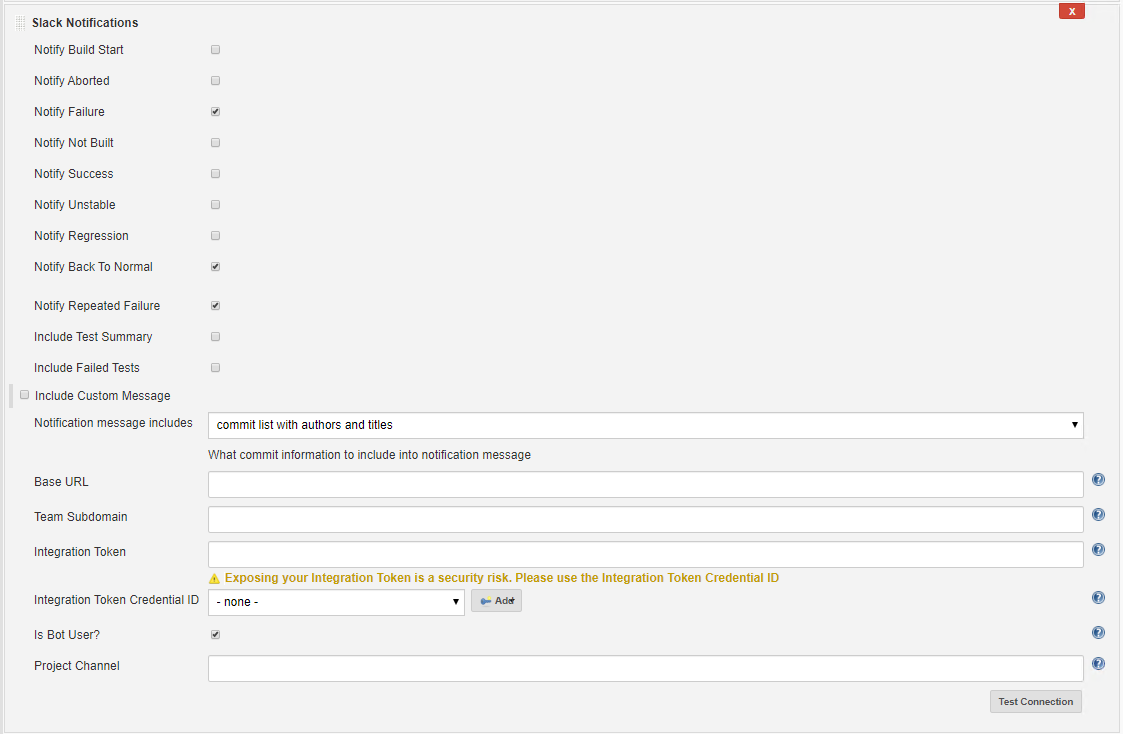 X
Slack Notifications
Notify Build Start
Notify Aborted
Notify Failure
Notify Not Built
Notify Success
Notify Unstable
Notify Regression
Notify Back To Normal
Notify Repeated Failure
Include Test Summary
Include Failed Tests
Include Custom Message
Notification message includes
commit list with authors and titles
What commit information to include into notification message
Base URL
Team Subdomain
Integration Token
Exposing your Integration Token is a security risk. Please use the Integration Token Credential ID
Integration Token Credential ID
- none -
Add
Is Bot User?
Project Channel
Test Connection